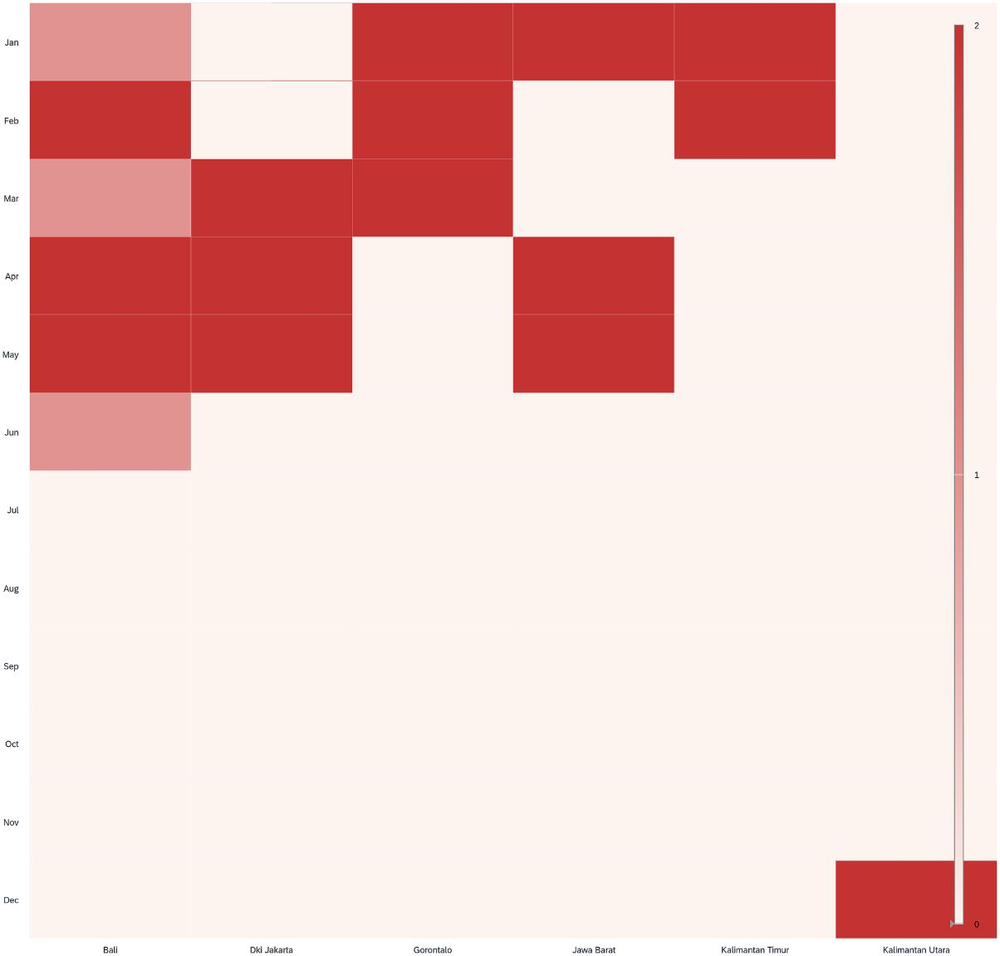 2
Jan
Feb
Mar
Apr
May
Jun
1
Jul
Aug
Sep
Oct
Nov
Dec
0
Bali
Dki Jakarta
Gorontalo
Jawa Barat
Kalimantan Timur
Kalimantan Utara